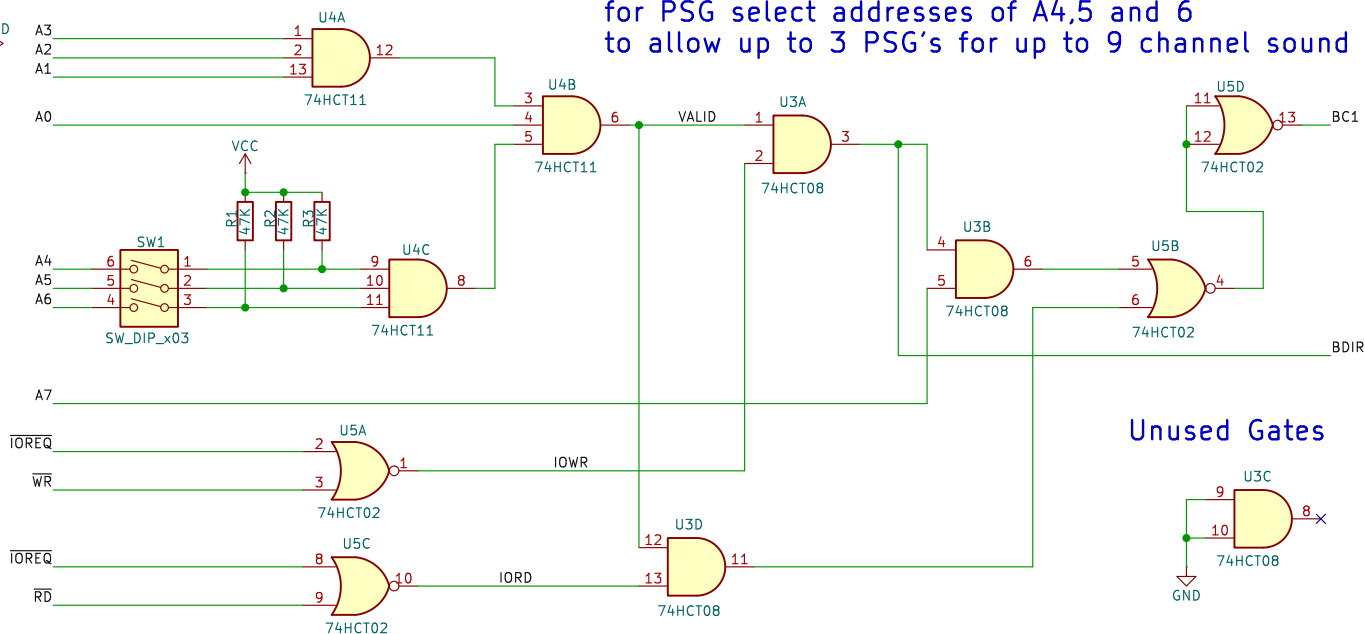 for PSG select addresses of A4,5 and 6
to allow up to 3 PSG's for up to 9 channel sound
D
A3
A2
A1
1
2
13
U4A
12
74HCT11
A0
3
4
5
U4B
6
74HCT11
VALID
1
2
U3A
3
74HCT08
11
12
U5D
13
74HCT02
BC1
VCC
R1
47K
R2
47K
R3
47K
SW1
A4
A5
A6
6
5
4
1
2
3
SW_DIP_x03
9
10
11
U4C
8
74HCT11
4
5
U3B
6
74HCT08
5
6
U5B
4
74HCT02
BDIR
A7
IOREQ
WR
2
3
U5A
1
74HCT02
IOWR
Unused Gates
9
10
U3C
8
74HCT08
GND
IOREQ
RD
8
9
U5C
10
74HCT02
IORD
12
13
U3D
11
74HCT08